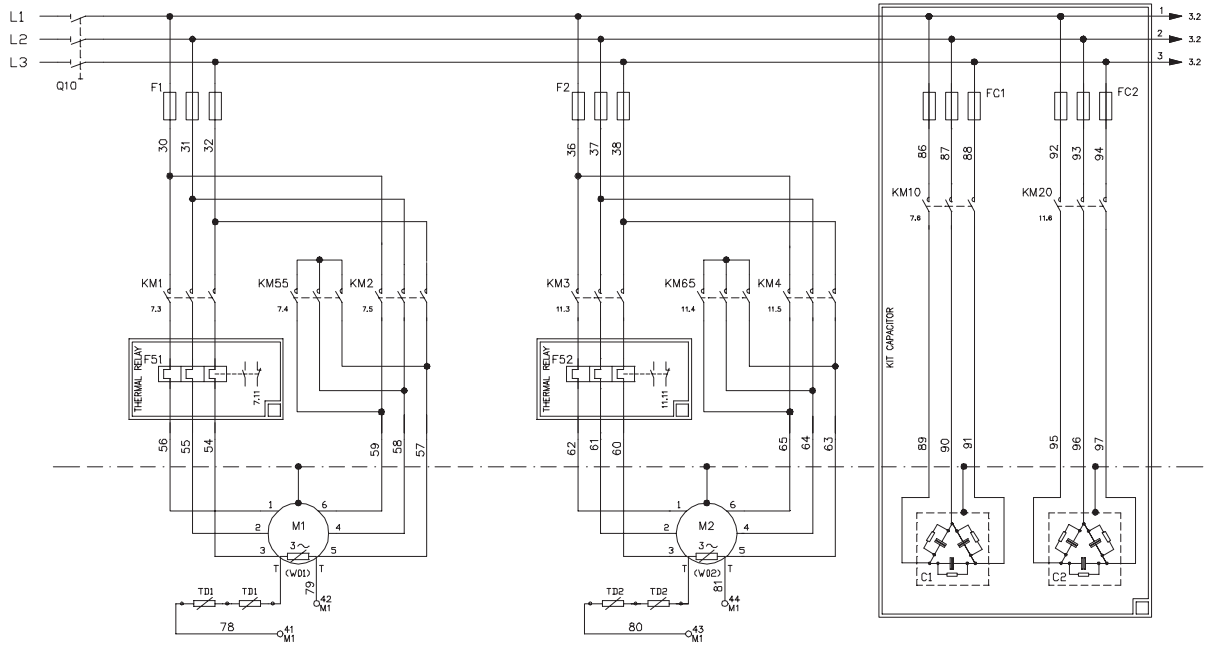 L1
L2
L3
Q10
1 3.2
2 3.2
3 3.2
F1
F2
FC1
FC2
30
31
32
36
37
38
86
87
88
92
93
94
KM10
7.6
KM20
11.6
KM1
7.3
KM55
7.4
KM2
7.5
KM3
11.3
KM65
11.4
KM4
11.5
KIT CAPACITOR
THERMAL RELAY
F51
7.11
THERMAL RELAY
F52
11.11
56
55
54
59
58
57
62
61
60
65
64
63
89
90
91
95
96
97
1
6
2
M1
4
3
3~
5
T
(W01)
T
1
6
2
M2
4
3
3~
5
T
(W02)
T
C1
C2
TD1
TD1
79
42
M1
78
41
M1
TD2
TD2
81
44
M1
80
43
M1